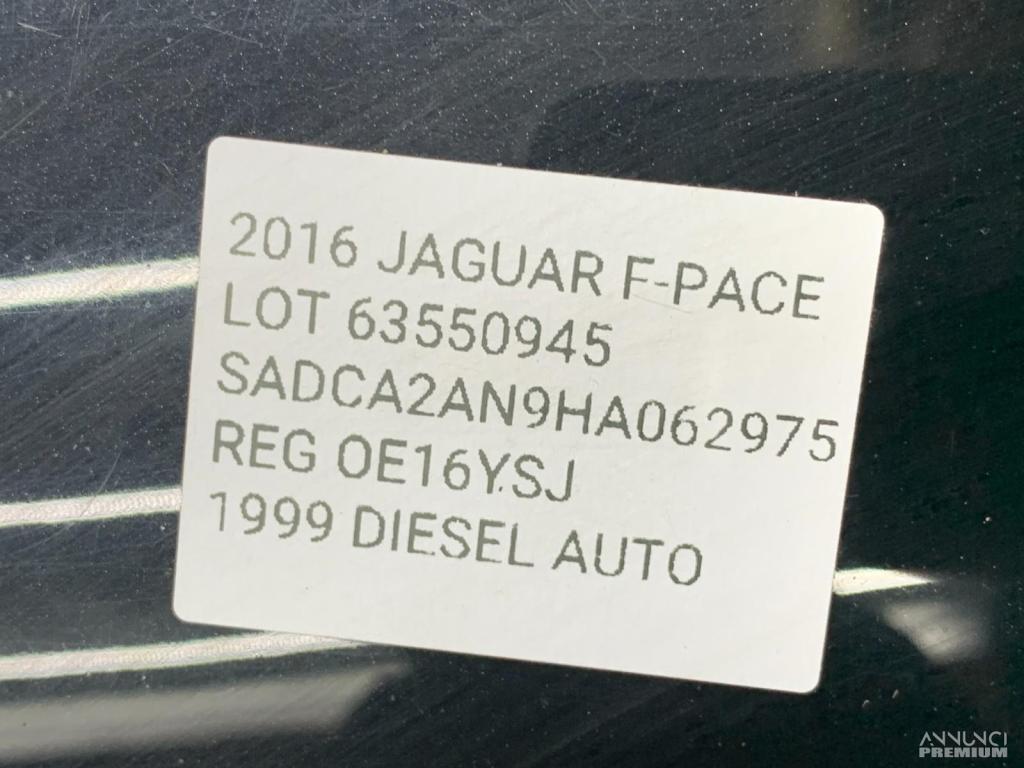 2016 JAGUAR F-PACE
LOT 63550945
SADCA2AN9HA062975
REG OE16YSJ
1999 DIESEL AUTO
ANNUNCI
PREMIUM